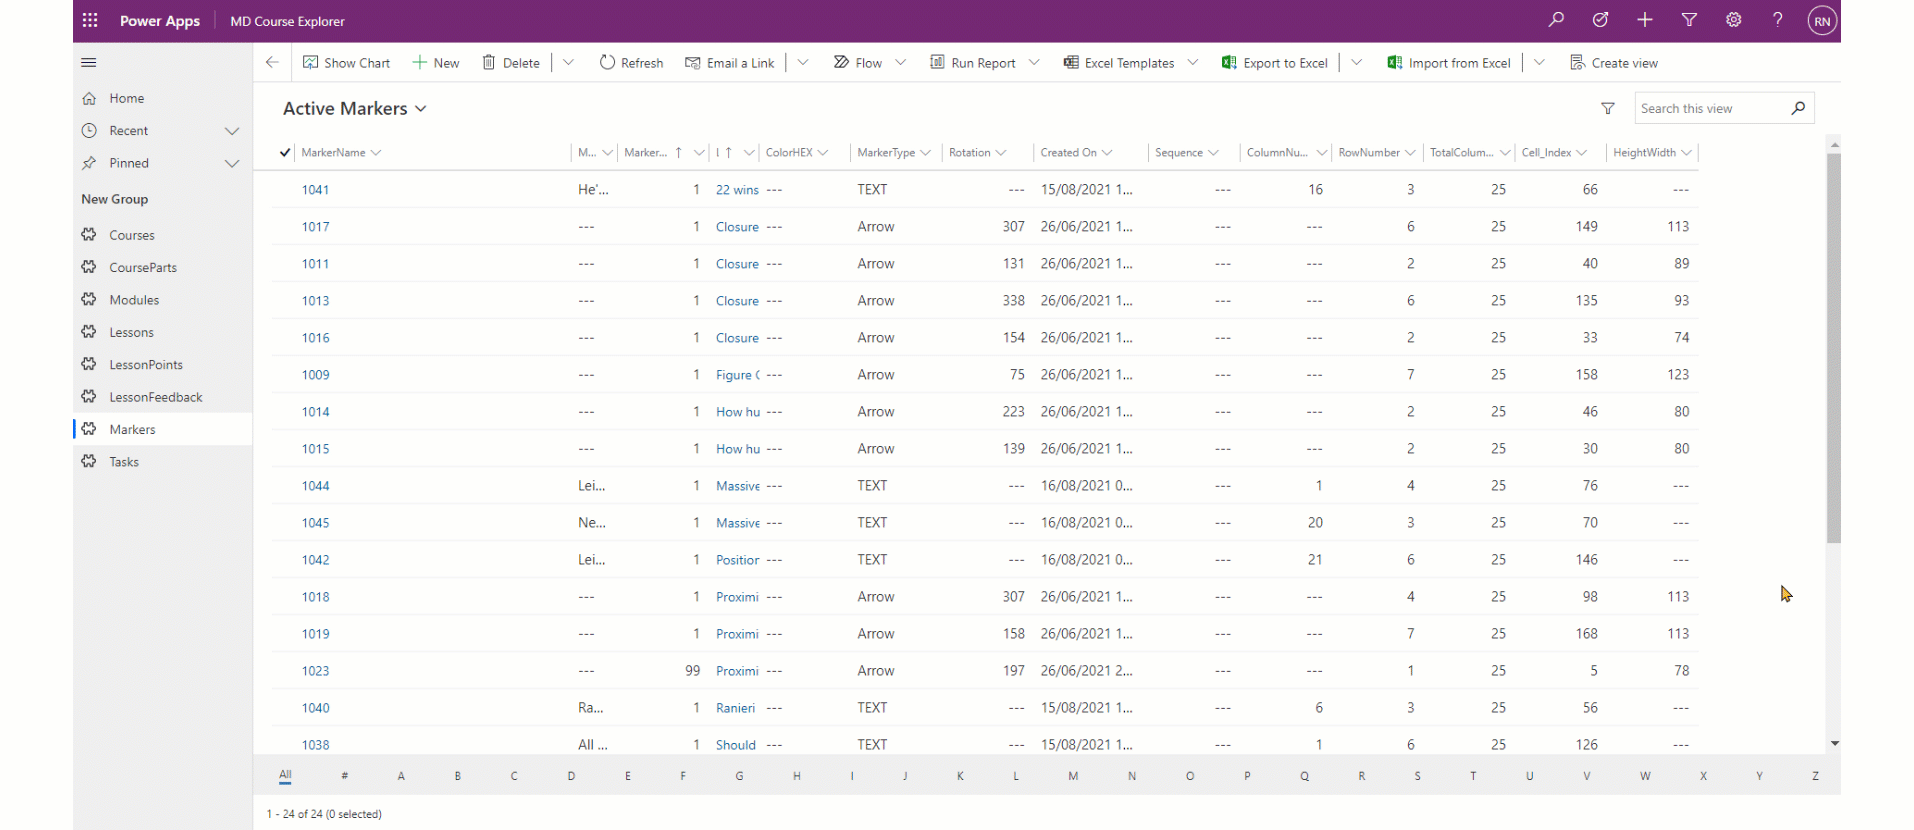 Power Apps MD Course Explorer ? RN
Show Chart New Delete Refresh Email a Link Flow Run Report Excel Templates Export to Excel Import from Excel Create view
Home
Recent
Pinned
New Group
Courses
CourseParts
Modules
Lessons
LessonPoints
LessonFeedback
Markers
Tasks
Active Markers Search this view
MarkerName M... Marker... ↑ ↑ ColorHEX MarkerType Rotation Created On Sequence ColumnNu... RowNumber TotalColum... Cell_Index HeightWidth
1041 He'... 1 22 wins --- TEXT --- 15/08/2021 1... --- 16 3 25 66 ---
1017 --- 1 Closure --- Arrow 307 26/06/2021 1... --- --- 6 25 149 113
1011 --- 1 Closure --- Arrow 131 26/06/2021 1... --- --- 2 25 40 89
1013 --- 1 Closure --- Arrow 338 26/06/2021 1... --- --- 6 25 135 93
1016 --- 1 Closure --- Arrow 154 26/06/2021 1... --- --- 2 25 33 74
1009 --- 1 Figure --- Arrow 75 26/06/2021 1... --- --- 7 25 158 123
1014 --- 1 How hu --- Arrow 223 26/06/2021 1... --- --- 2 25 46 80
1015 --- 1 How hu --- Arrow 139 26/06/2021 1... --- --- 2 25 30 80
1044 Lei... 1 Massive --- TEXT --- 16/08/2021 0... --- 1 4 25 76 ---
1045 Ne... 1 Massive --- TEXT --- 16/08/2021 0... --- 20 3 25 70 ---
1042 Lei... 1 Position --- TEXT --- 16/08/2021 0... --- 21 6 25 146 ---
1018 --- 1 Proximi --- Arrow 307 26/06/2021 1... --- --- 4 25 98 113
1019 --- 1 Proximi --- Arrow 158 26/06/2021 1... --- --- 7 25 168 113
1023 --- 99 Proximi --- Arrow 197 26/06/2021 2... --- --- 1 25 5 78
1040 Ra... 1 Ranieri --- TEXT --- 15/08/2021 1... --- 6 3 25 56 ---
1038 All ... 1 Should --- TEXT --- 15/08/2021 1... --- 1 6 25 126 ---
All # A B C D E F G H I J K L M N O P Q R S T U V W X Y Z
1 - 24 of 24 (0 selected)